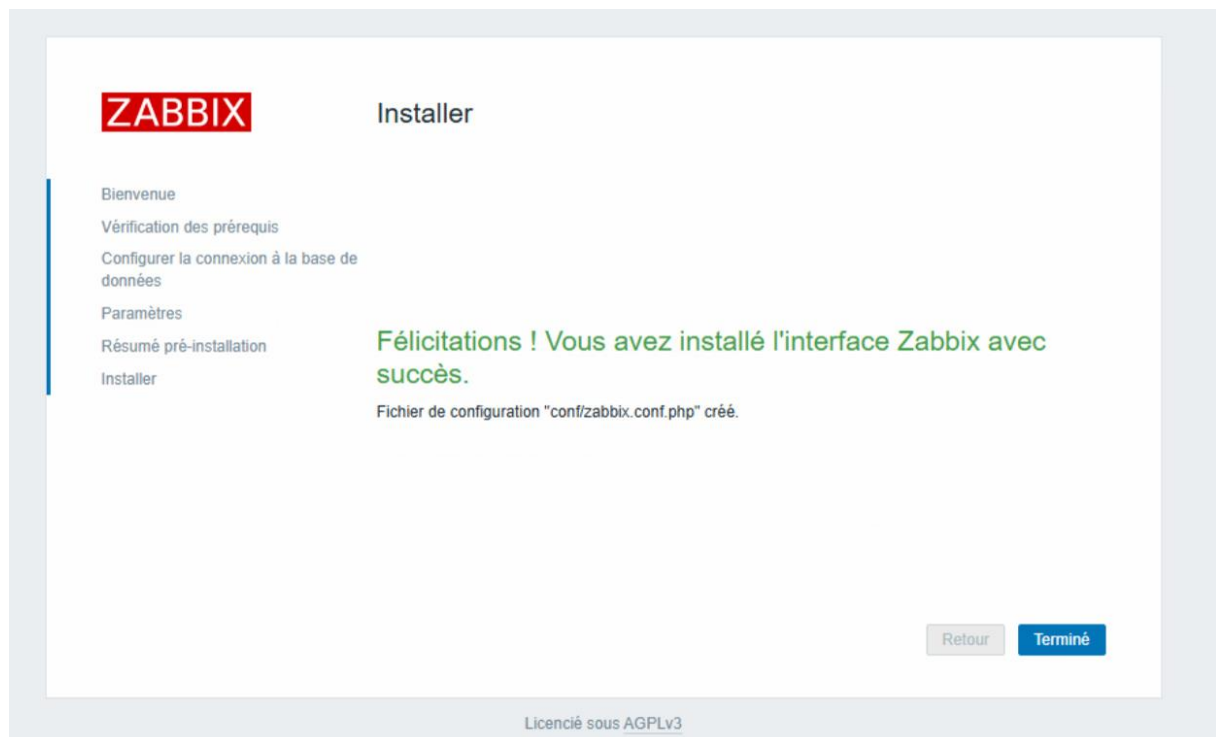 ZABBIX
Installer
Bienvenue
Vérification des prérequis
Configurer la connexion à la base de
données
Paramètres
Résumé pré-installation
Installer
Félicitations ! Vous avez installé l'interface Zabbix avec
succès.
Fichier de configuration "conf/zabbix.conf.php" créé.
Retour
Terminé
Licencié sous AGPLv3